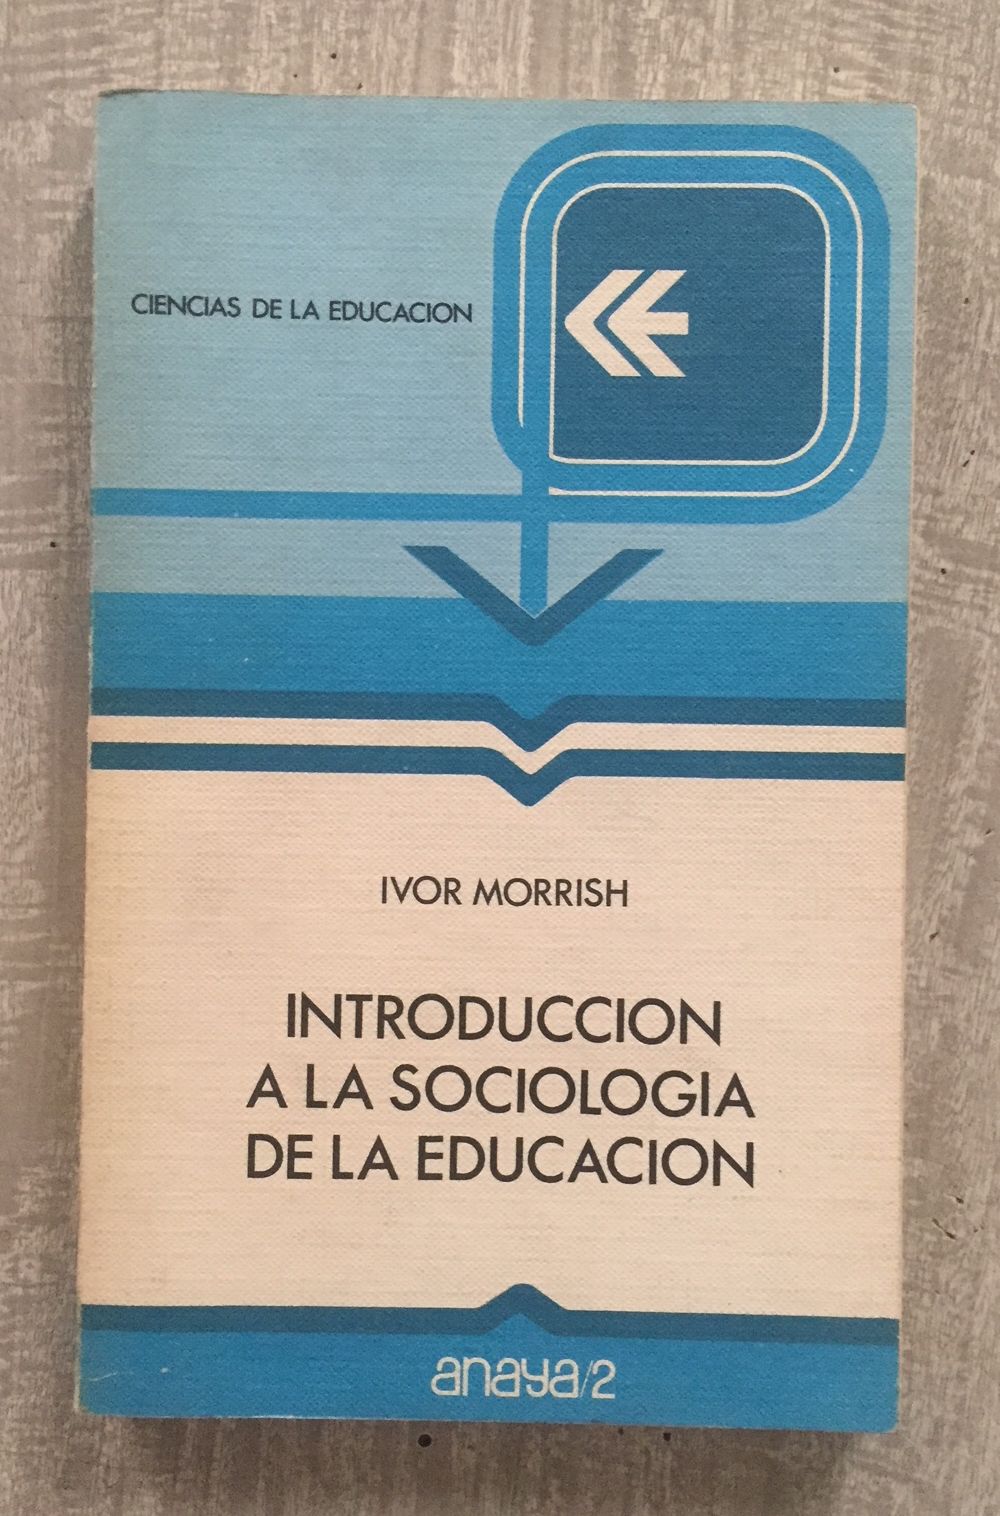 CIENCIAS DE LA EDUCACION
IVOR MORRISH
INTRODUCCION
A LA SOCIOLOGIA
DE LA EDUCACION
anaya/2